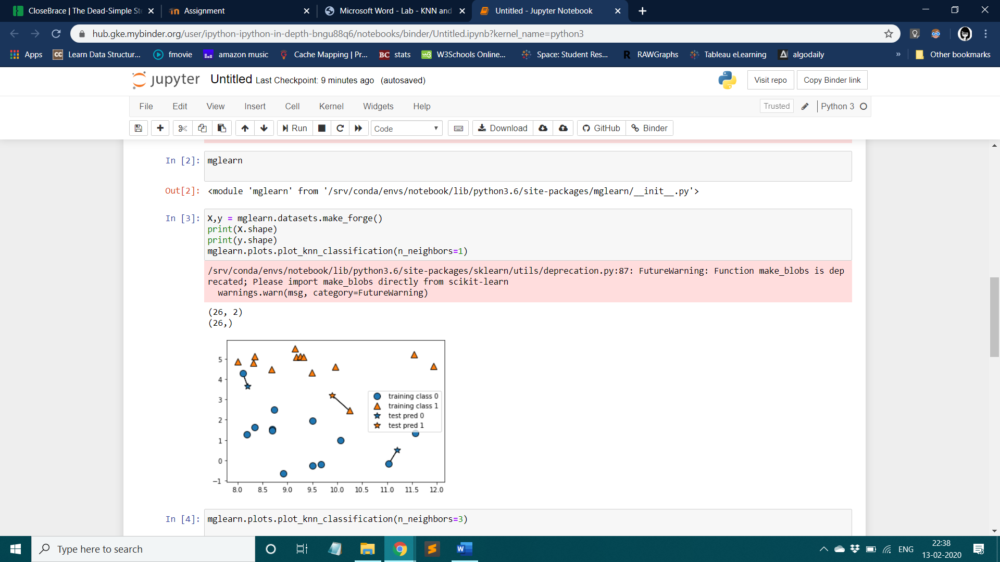 CloseBrace | The Dead-Simple Ste
Assignment
Microsoft Word - Lab - KNN and
Untitled - Jupyter Notebook
hub.gke.mybinder.org/user/ipython-ipython-in-depth-bngu88q6/notebooks/binder/Untitled.ipynb?kernel_name=python3
Apps
Learn Data Structur...
fmovie
amazon music
Cache Mapping | Pr...
BC stats
W3Schools Online...
Space: Student Res...
RAWGraphs
Tableau eLearning
algodaily
»
Other bookmarks
jupyter Untitled Last Checkpoint: 9 minutes ago (autosaved)
Visit repo
Copy Binder link
File Edit View Insert Cell Kernel Widgets Help
Trusted
Python 3
Run
Code
Download
GitHub
Binder
In [2]: mglearn
Out[2]: <module 'mglearn' from '/srv/conda/envs/notebook/lib/python3.6/site-packages/mglearn/__init__.py'>
In [3]: X,y = mglearn.datasets.make_forge()
print(X.shape)
print(y.shape)
mglearn.plots.plot_knn_classification(n_neighbors=1)
/srv/conda/envs/notebook/lib/python3.6/site-packages/sklearn/utils/deprecation.py:87: FutureWarning: Function make_blobs is dep
recated; Please import make_blobs directly from scikit-learn
warnings.warn(msg, category=FutureWarning)
(26, 2)
(26,)
5
4
3
2
1
0
−1
training class 0
training class 1
test pred 0
test pred 1
8.0 8.5 9.0 9.5 10.0 10.5 11.0 11.5 12.0
In [4]: mglearn.plots.plot_knn_classification(n_neighbors=3)
Type here to search
ENG
22:38
13-02-2020